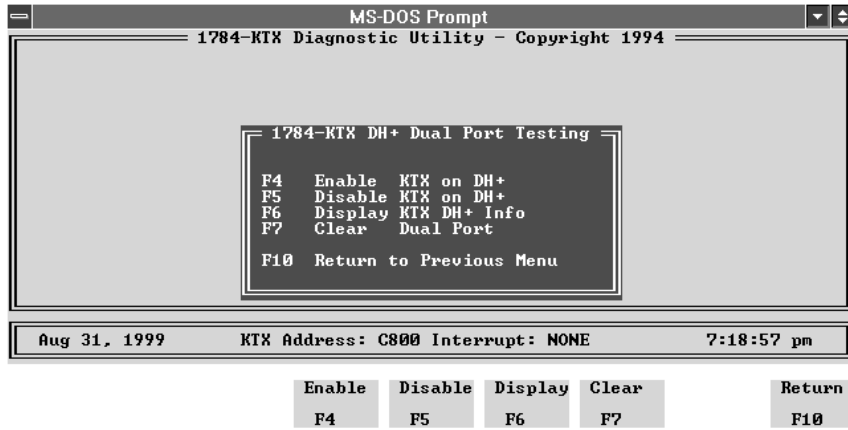 MS-DOS Prompt
1784-KTX Diagnostic Utility - Copyright 1994
1784-KTX DH+ Dual Port Testing
F4 Enable KTX on DH+
F5 Disable KTX on DH+
F6 Display KTX DH+ Info
F7 Clear Dual Port
F10 Return to Previous Menu
Aug 31, 1999 KTX Address: C800 Interrupt: NONE 7:18:57 pm
Enable Disable Display Clear Return
F4 F5 F6 F7 F10